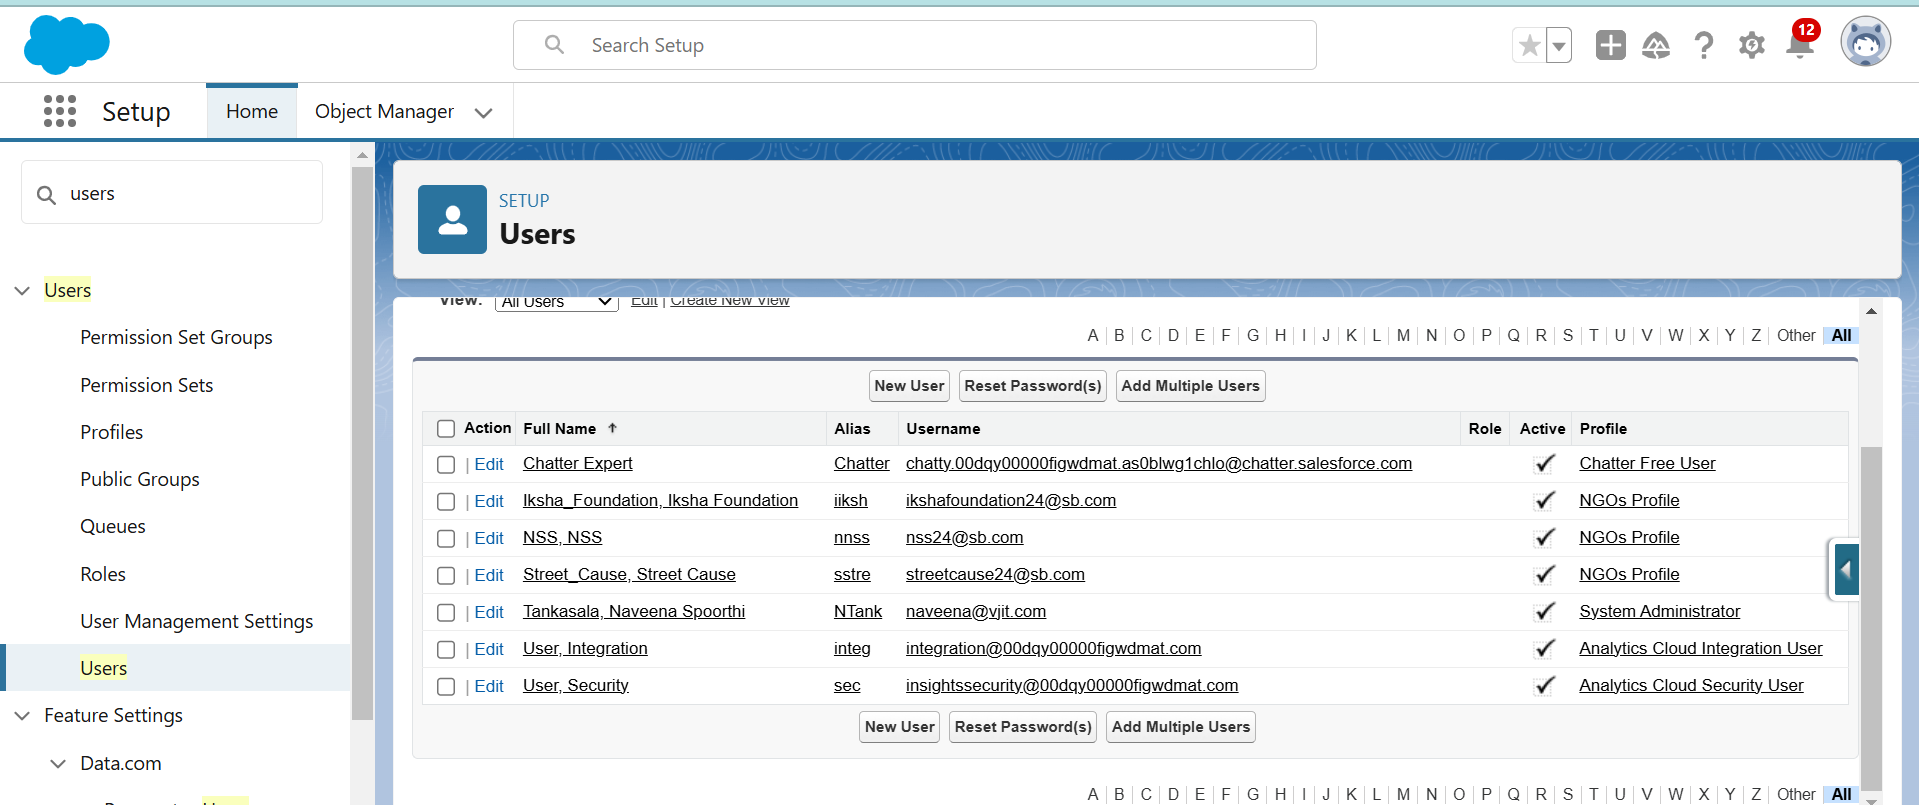 Search Setup
12
Setup
Home
Object Manager
users
Users
Permission Set Groups
Permission Sets
Profiles
Public Groups
Queues
Roles
User Management Settings
Users
Feature Settings
Data.com
SETUP
Users
View: All Users Edit | Create New View
A B C D E F G H I J K L M N O P Q R S T U V W X Y Z Other All
New User Reset Password(s) Add Multiple Users
Action Full Name ↑ Alias Username Role Active Profile
| Edit Chatter Expert Chatter chatty.00dqy00000figwdmat.as0blwg1chlo@chatter.salesforce.com Chatter Free User
| Edit Iksha_Foundation, Iksha Foundation iiksh ikshafoundation24@sb.com NGOs Profile
| Edit NSS, NSS nnss nss24@sb.com NGOs Profile
| Edit Street_Cause, Street Cause sstre streetcause24@sb.com NGOs Profile
| Edit Tankasala, Naveena Spoorthi NTank naveena@vjit.com System Administrator
| Edit User, Integration integ integration@00dqy00000figwdmat.com Analytics Cloud Integration User
| Edit User, Security sec insightssecurity@00dqy00000figwdmat.com Analytics Cloud Security User
New User Reset Password(s) Add Multiple Users
A B C D E F G H I J K L M N O P Q R S T U V W X Y Z Other All